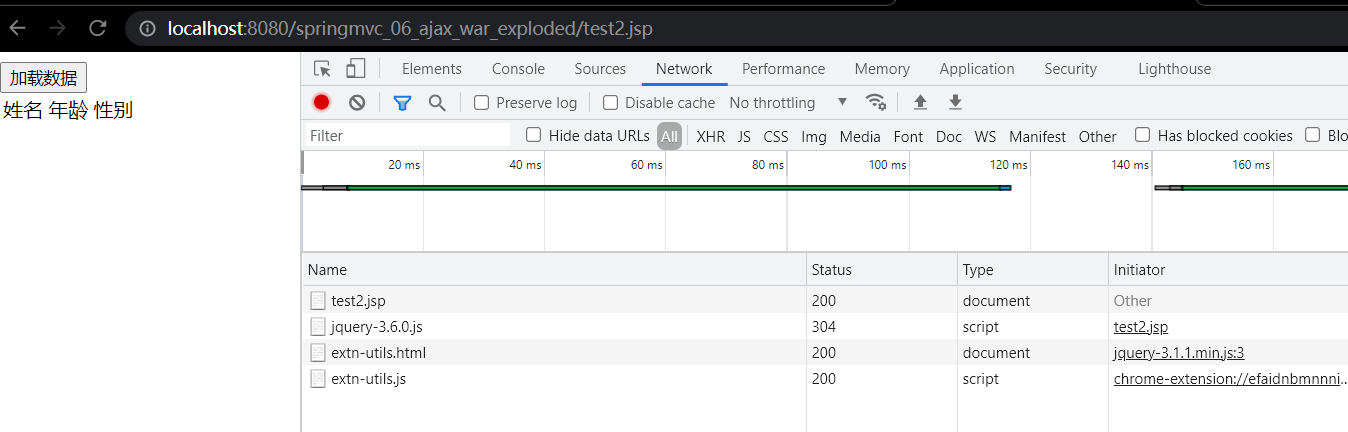 localhost:8080/springmvc_06_ajax_war_exploded/test2.jsp
加载数据
姓名 年龄 性别
Elements Console Sources Network Performance Memory Application Security Lighthouse
Preserve log Disable cache No throttling
Filter Hide data URLs All XHR JS CSS Img Media Font Doc WS Manifest Other Has blocked cookies Blo
20 ms 40 ms 60 ms 80 ms 100 ms 120 ms 140 ms 160 ms
Name Status Type Initiator
test2.jsp 200 document Other
jquery-3.6.0.js 304 script test2.jsp
extn-utils.html 200 document jquery-3.1.1.min.js:3
extn-utils.js 200 script chrome-extension://efaidnbmnnni...